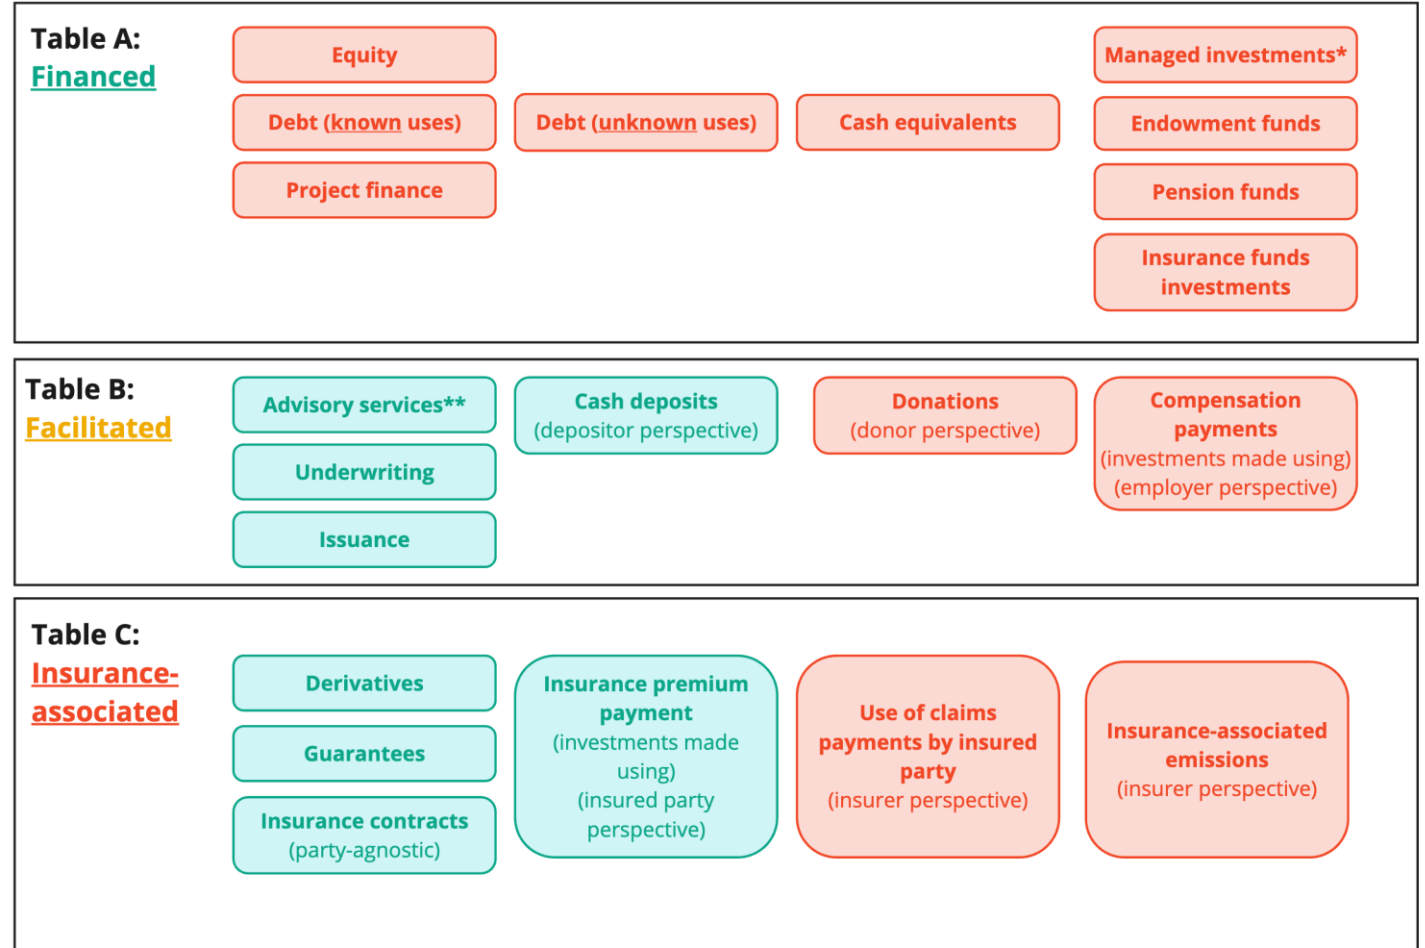 Table A:
Financed
Equity
Debt (known uses)
Project finance
Debt (unknown uses)
Cash equivalents
Managed investments*
Endowment funds
Pension funds
Insurance funds
investments
Table B:
Facilitated
Advisory services**
Underwriting
Issuance
Cash deposits
(depositor perspective)
Donations
(donor perspective)
Compensation
payments
(investments made using)
(employer perspective)
Table C:
Insurance-
associated
Derivatives
Guarantees
Insurance contracts
(party-agnostic)
Insurance premium
payment
(investments made
using)
(insured party
perspective)
Use of claims
payments by insured
party
(insurer perspective)
Insurance-associated
emissions
(insurer perspective)